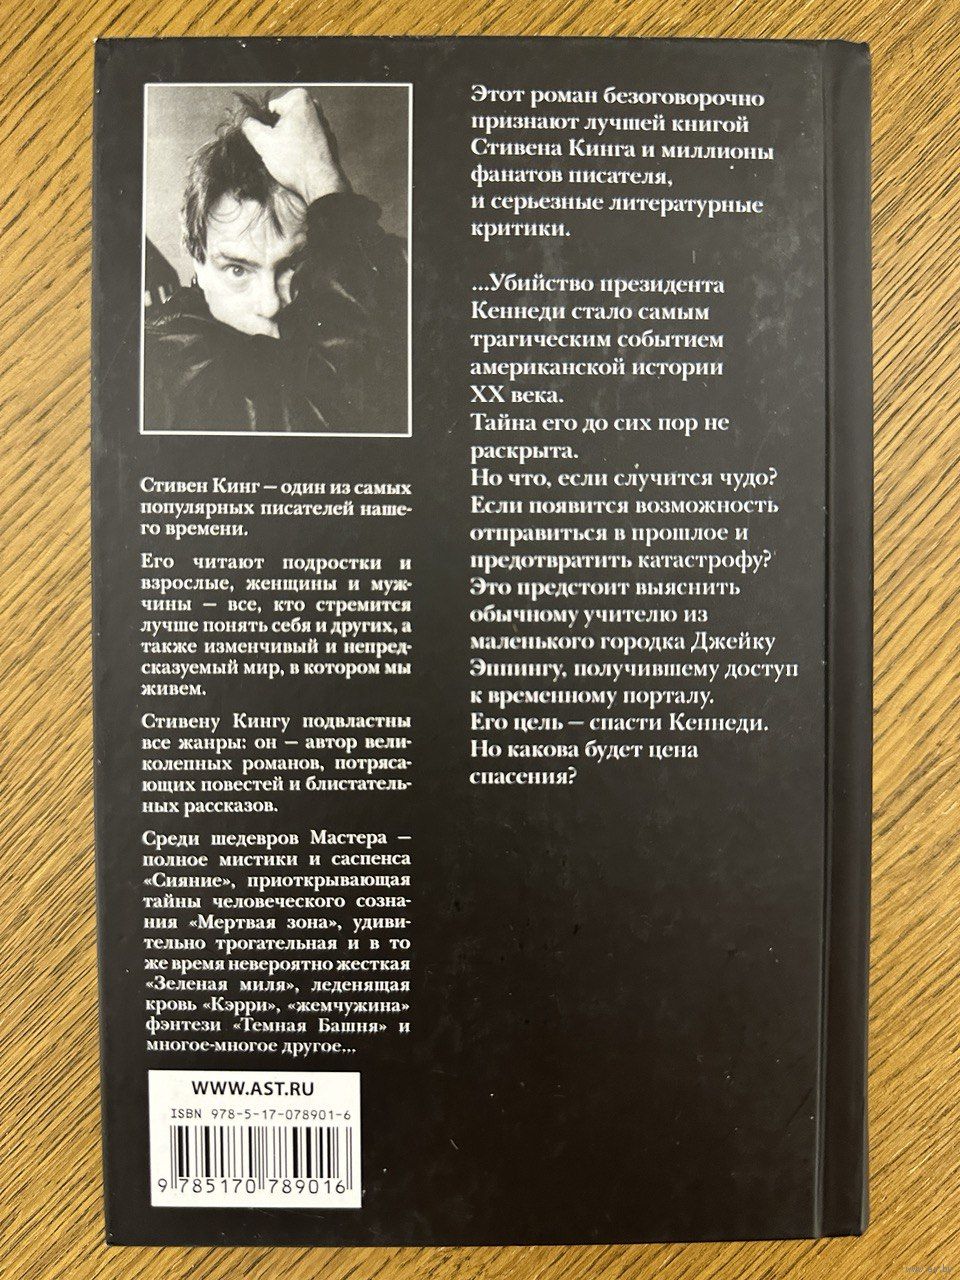 Этот роман безоговорочно
признают лучшей книгой
Стивена Кинга и миллионы
фанатов писателя,
и серьезные литературные
критики.
...Убийство президента
Кеннеди стало самым
трагическим событием
американской истории
XX века.
Тайна его до сих пор не
раскрыта.
Но что, если случится чудо?
Если появится возможность
отправиться в прошлое и
предотвратить катастрофу?
Это предстоит выяснить
обычному учителю из
маленького городка Джейку
Эппингу, получившему доступ
к временному порталу.
Его цель — спасти Кеннеди.
Но какова будет цена
спасения?
Стивен Кинг — один из самых
популярных писателей наше-
го времени.
Его читают подростки и
взрослые, женщины и муж-
чины — все, кто стремится
лучше понять себя и других, а
также изменчивый и непред-
сказуемый мир, в котором мы
живем.
Стивену Кингу подвластны
все жанры: он — автор вели-
колепных романов, потряса-
ющих повестей и блистатель-
ных рассказов.
Среди шедевров Мастера —
полное мистики и саспенса
«Сияние», приоткрывающая
тайны человеческого созна-
ния «Мертвая зона», удиви-
тельно трогательная и в то
же время невероятно жесткая
«Зеленая миля», леденящая
кровь «Кэрри», «жемчужина»
фэнтези «Темная Башня» и
многое-многое другое...
WWW.AST.RU
ISBN 978-5-17-078901-6
9 785170 789016